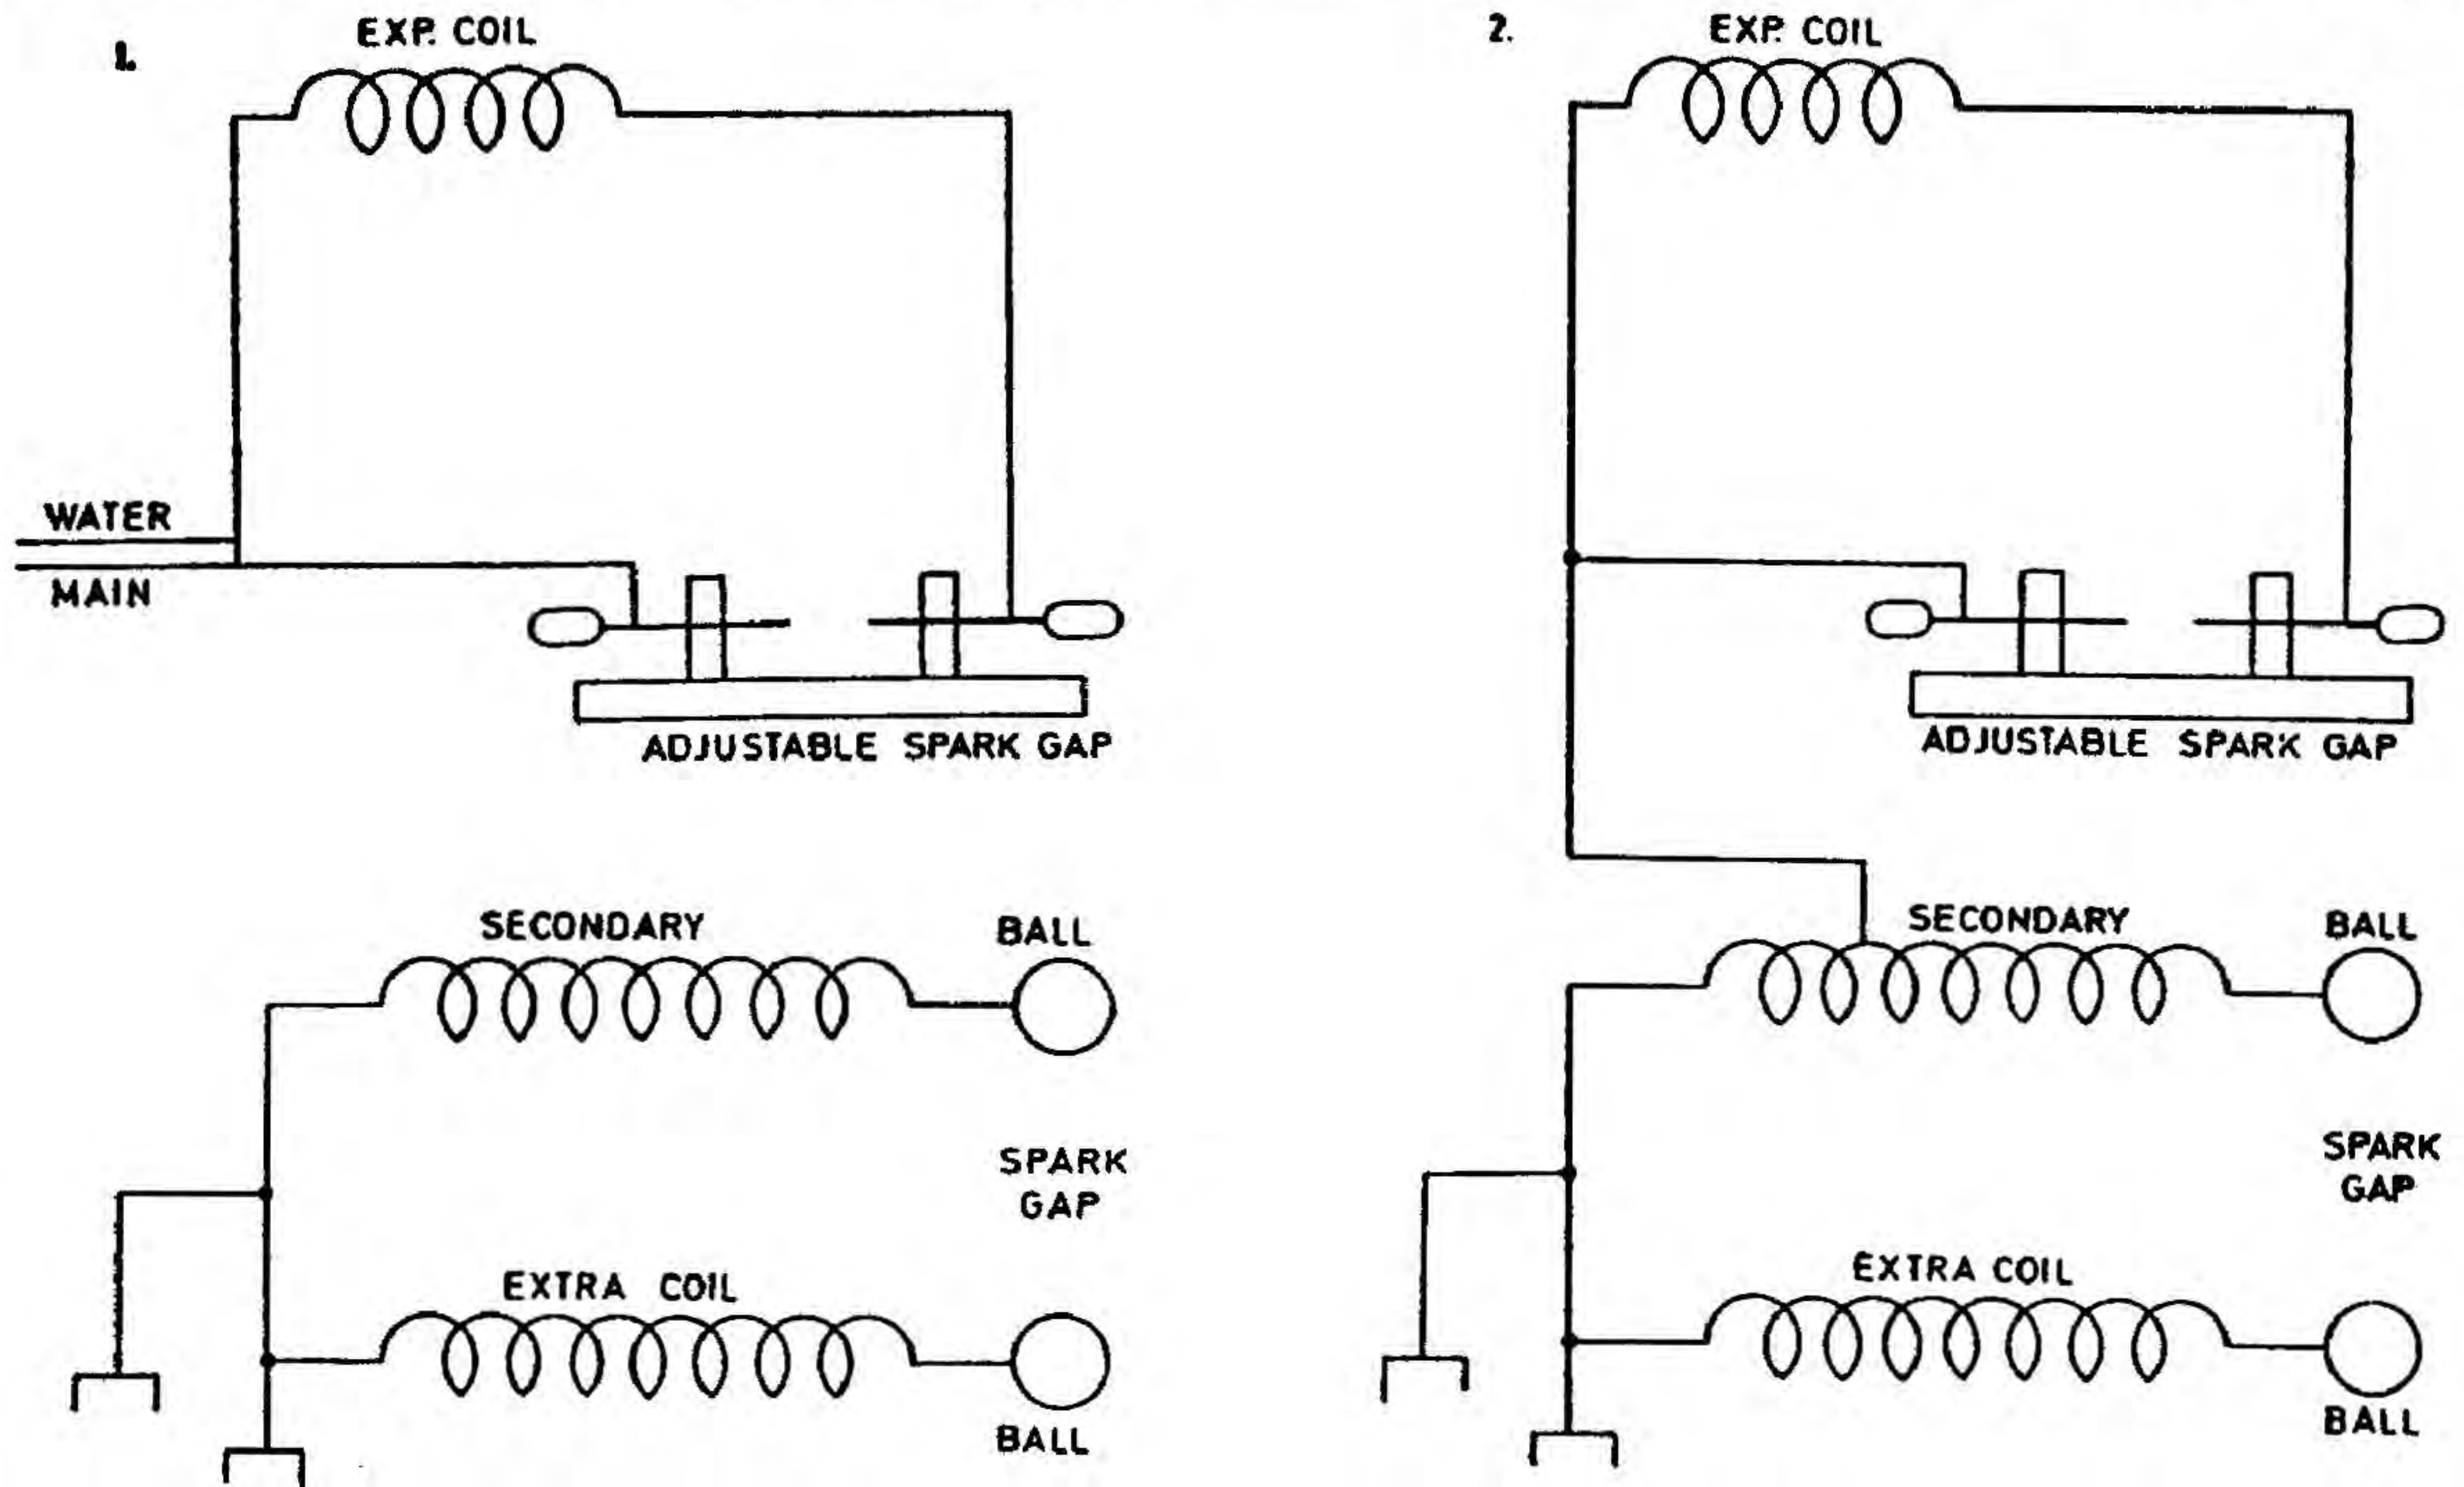 1.
EXP. COIL
WATER
MAIN
ADJUSTABLE SPARK GAP
SECONDARY
BALL
SPARK
GAP
EXTRA COIL
BALL
2.
EXP. COIL
ADJUSTABLE SPARK GAP
SECONDARY
BALL
SPARK
GAP
EXTRA COIL
BALL